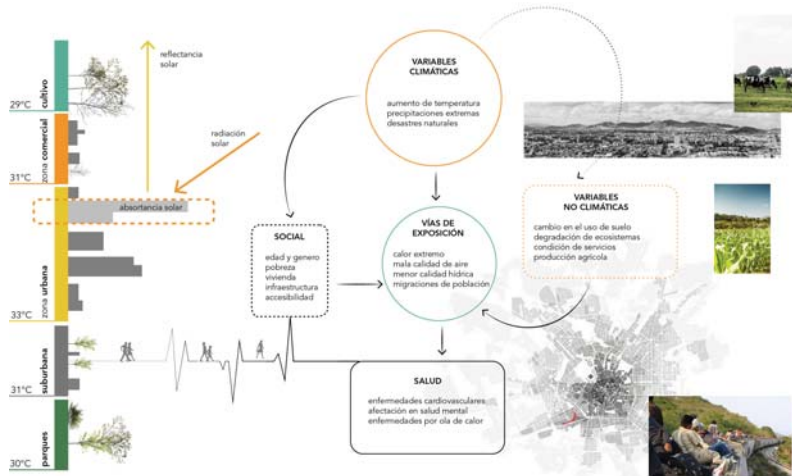 reflectancia
solar
cultivo
29°C
zona comercial
radiación
solar
31°C
absortancia solar
zona urbana
33°C
suburbana
31°C
parques
30°C
VARIABLES
CLIMÁTICAS
aumento de temperatura
precipitaciones extremas
desastres naturales
SOCIAL
edad y genero
pobreza
vivienda
infraestructura
accesibilidad
VÍAS DE
EXPOSICIÓN
calor extremo
mala calidad de aire
menor calidad hídrica
migraciones de población
VARIABLES
NO CLIMÁTICAS
cambio en el uso de suelo
degradación de ecosistemas
condición de servicios
producción agrícola
SALUD
enfermedades cardiovasculares
afectación en salud mental
enfermedades por ola de calor